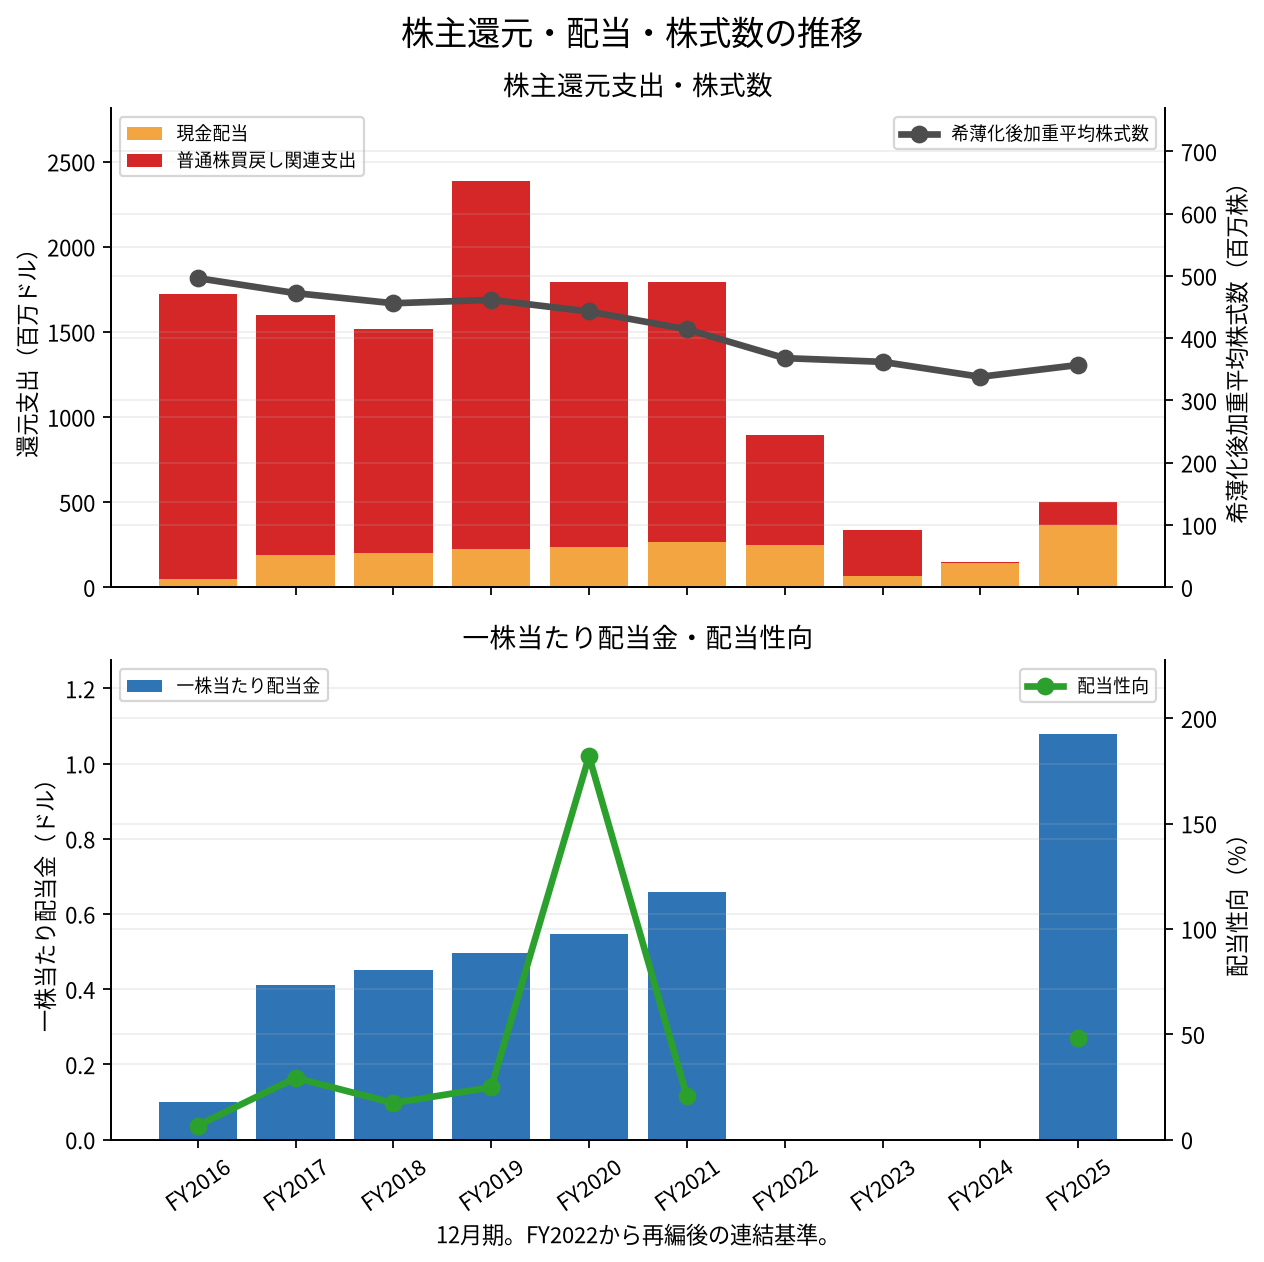 株主還元・配当・株式数の推移
株主還元支出・株式数
現金配当
普通株買戻し関連支出
希薄化後加重平均株式数
還元支出（百万ドル）
2500
2000
1500
1000
500
0
700
600
500
400
300
200
100
0
希薄化後加重平均株式数（百万株）
一株当たり配当金・配当性向
一株当たり配当金
配当性向
一株当たり配当金（ドル）
1.2
1.0
0.8
0.6
0.4
0.2
0.0
200
150
100
50
0
配当性向（%）
FY2016
FY2017
FY2018
FY2019
FY2020
FY2021
FY2022
FY2023
FY2024
FY2025
12月期。FY2022から再編後の連結基準。